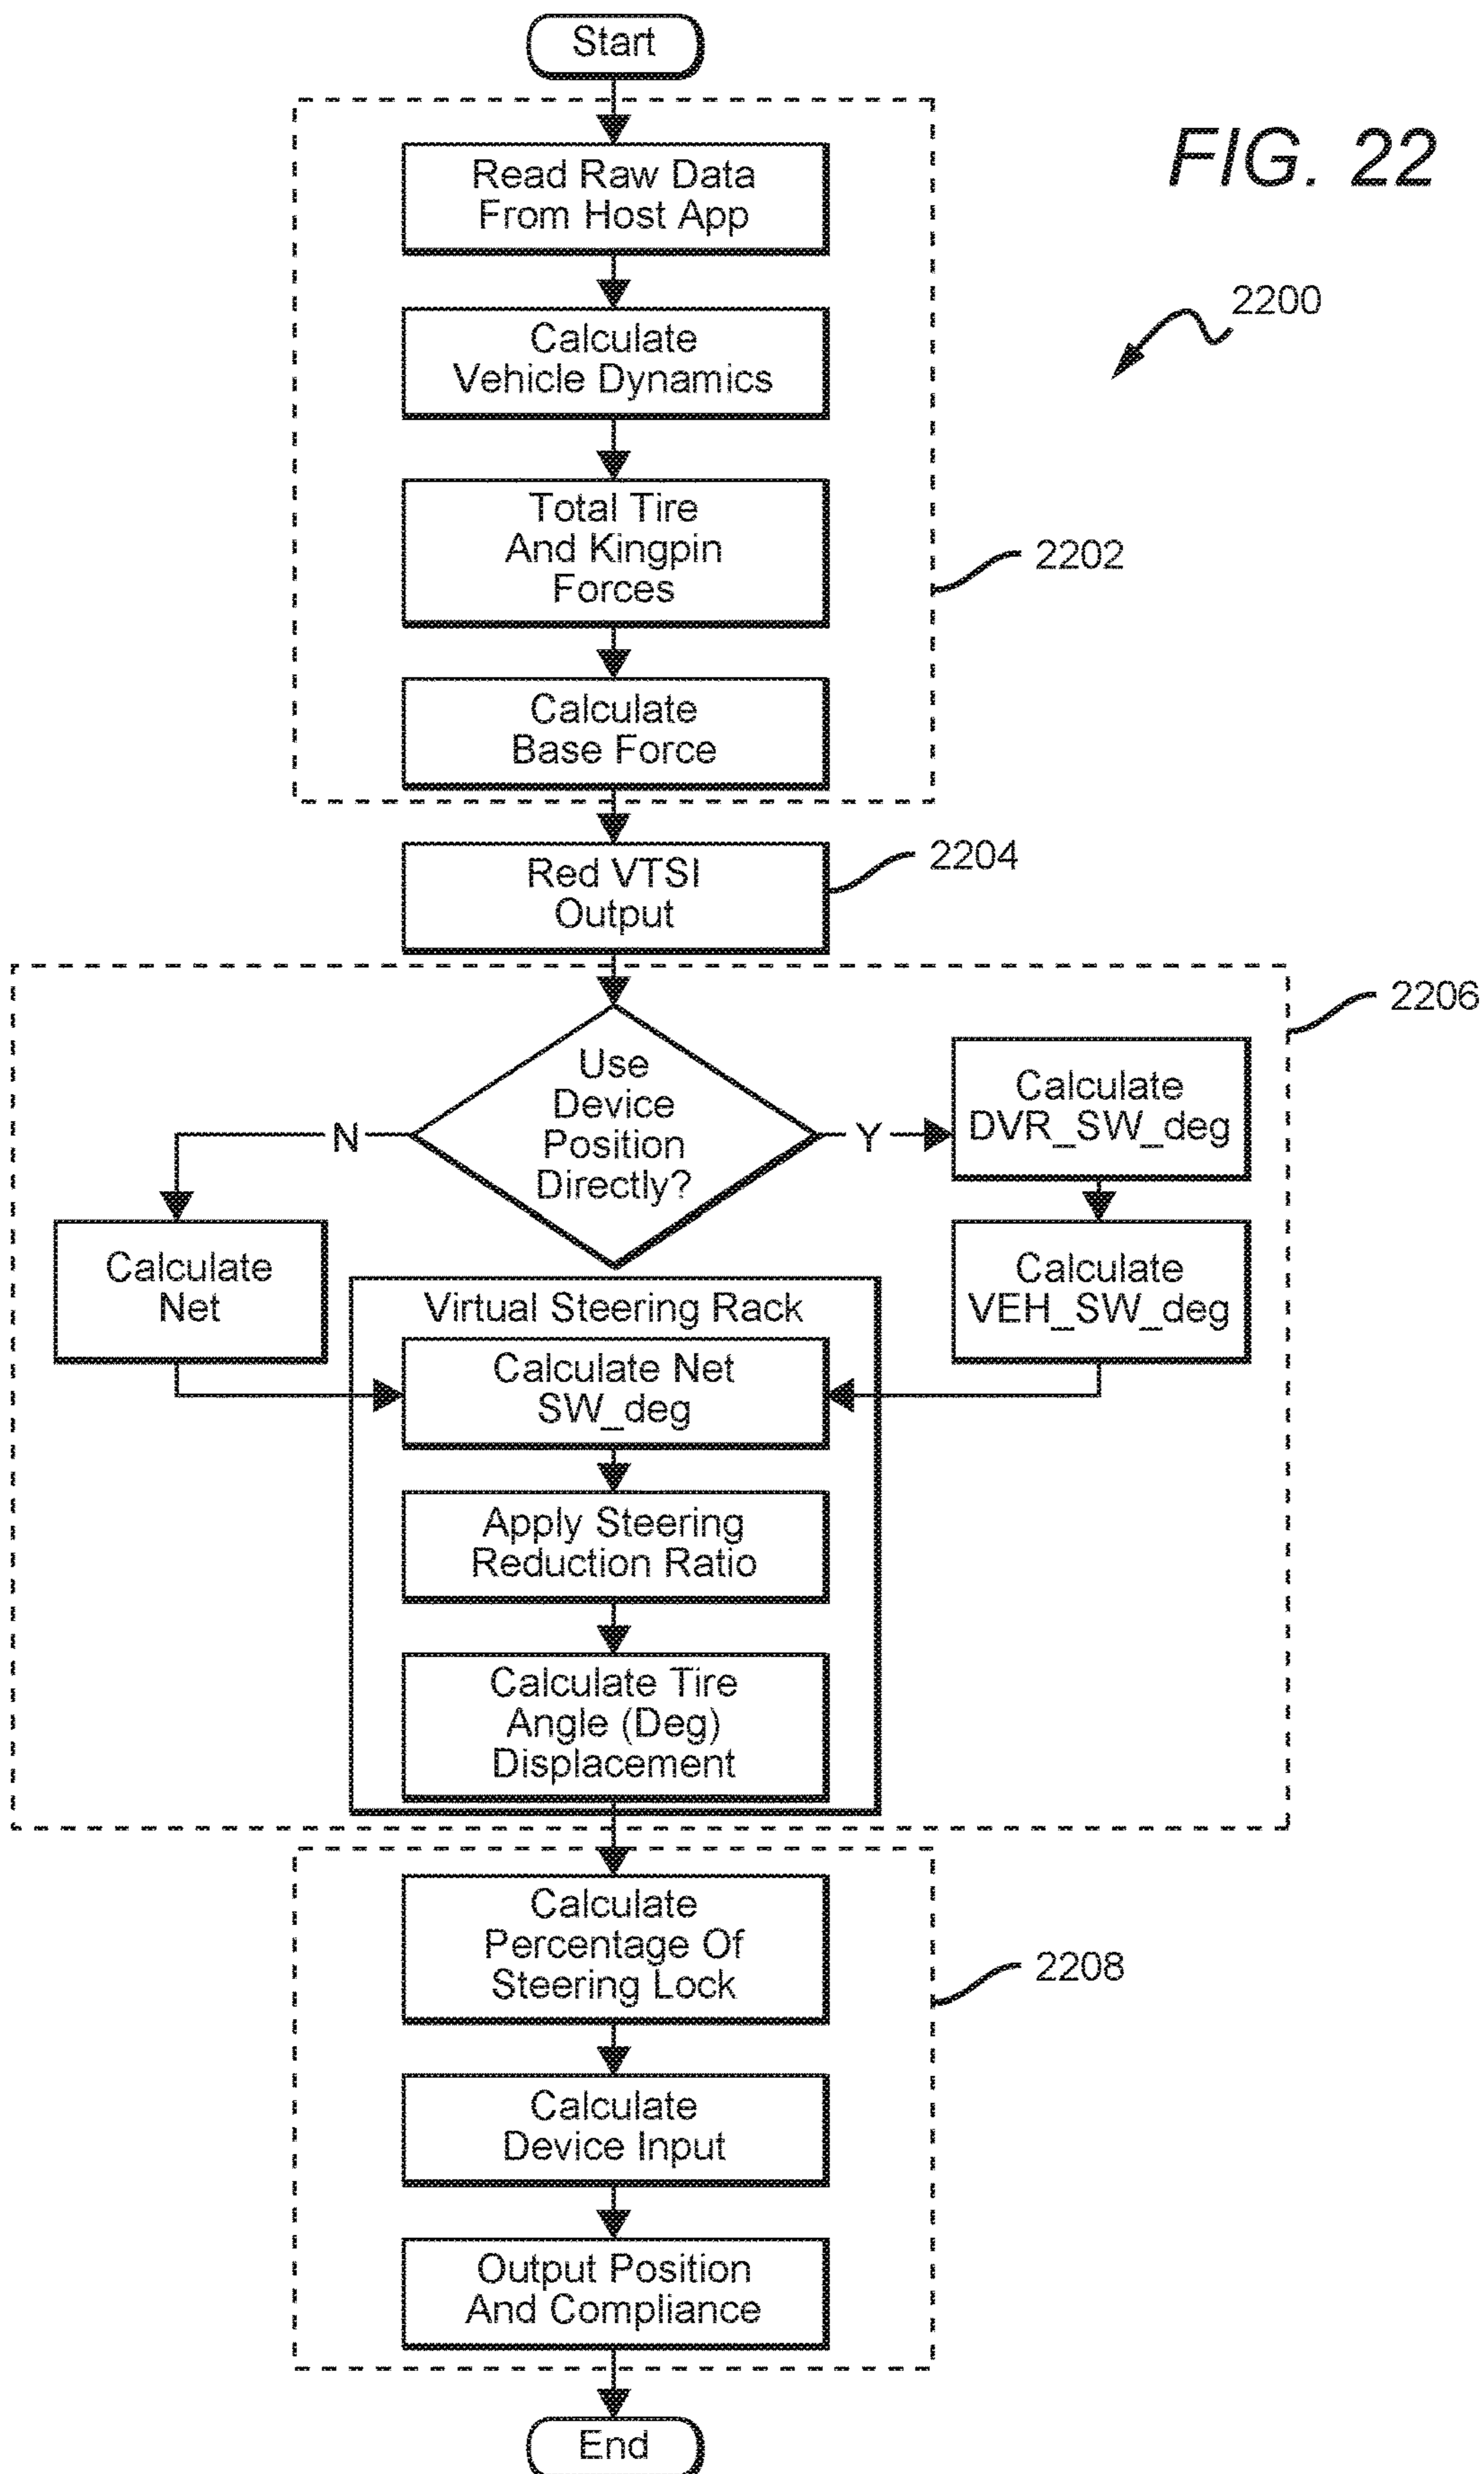 Start
FIG. 22
Read Raw Data
From Host App
2200
Calculate
Vehicle Dynamics
Total Tire
And Kingpin
Forces
2202
Calculate
Base Force
Red VTSI
Output
2204
2206
Use
Device
Position
Directly?
N
Y
Calculate
DVR_SW_deg
Calculate
Net
Calculate
VEH_SW_deg
Virtual Steering Rack
Calculate Net
SW_deg
Apply Steering
Reduction Ratio
Calculate Tire
Angle (Deg)
Displacement
Calculate
Percentage Of
Steering Lock
2208
Calculate
Device Input
Output Position
And Compliance
End